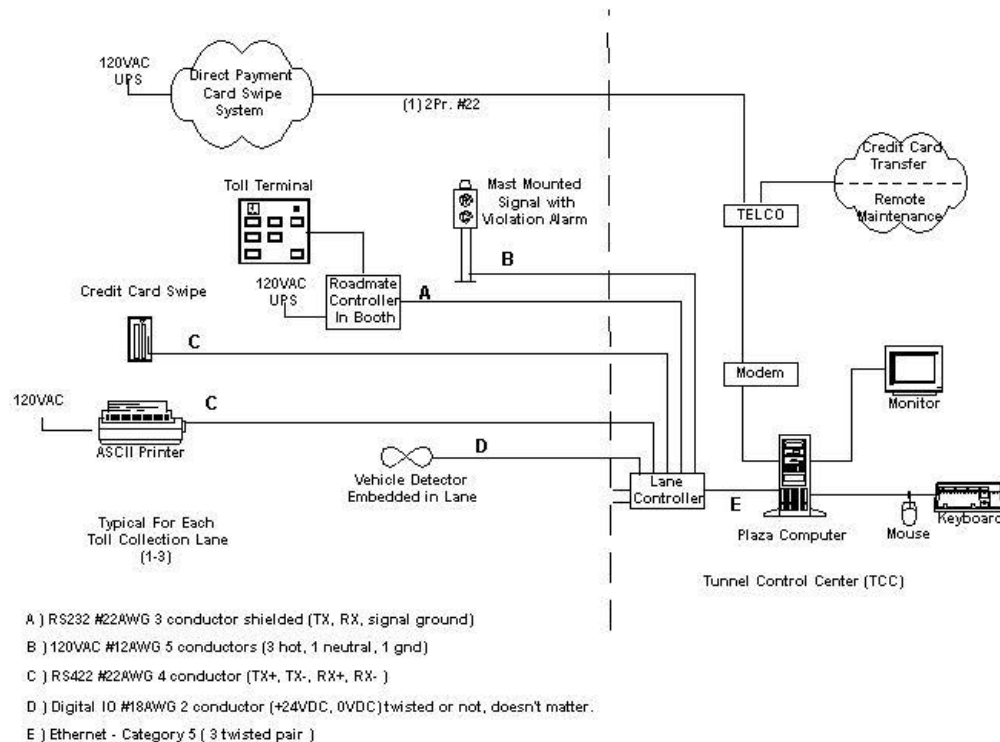 120VAC
UPS
Direct Payment
Card Swipe
System
(1) 2Pr. #22
Credit Card
Transfer
Remote
Maintenance
TELCO
Toll Terminal
Mast Mounted
Signal with
Violation Alarm
B
120VAC
UPS
Roadmate
Controller
In Booth
A
Credit Card Swipe
C
Modem
Monitor
120VAC
C
ASCII Printer
D
Vehicle Detector
Embedded in Lane
Lane
Controller
E
Plaza Computer
Mouse
Keyboard
Typical For Each
Toll Collection Lane
(1-3)
Tunnel Control Center (TCC)
A ) RS232 #22AWG 3 conductor shielded (TX, RX, signal ground)
B ) 120VAC #12AWG 5 conductors (3 hot, 1 neutral, 1 gnd)
C ) RS422 #22AWG 4 conductor (TX+, TX-, RX+, RX- )
D ) Digital IO #18AWG 2 conductor (+24VDC, 0VDC) twisted or not, doesn't matter.
E ) Ethernet - Category 5 ( 3 twisted pair )